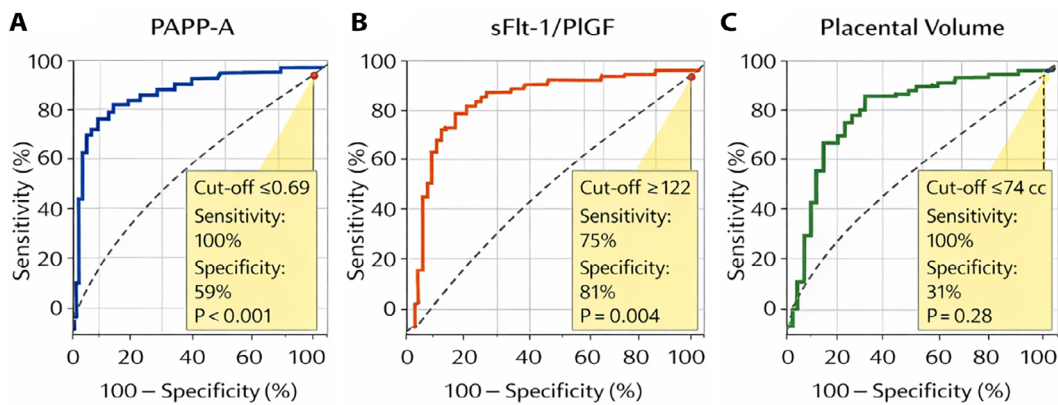 A PAPP-A
100
80
60
40
20
0
Sensitivity (%)
0 20 40 60 80 100
100 – Specificity (%)
Cut-off ≤0.69
Sensitivity:
100%
Specificity:
59%
P < 0.001
B sFlt-1/PlGF
100
80
60
40
20
0
Sensitivity (%)
0 20 40 60 80 100
100 – Specificity (%)
Cut-off ≥122
Sensitivity:
75%
Specificity:
81%
P = 0.004
C Placental Volume
100
80
60
40
20
0
Sensitivity (%)
0 20 40 60 80 100
100 – Specificity (%)
Cut-off ≤74 cc
Sensitivity:
100%
Specificity:
31%
P = 0.28